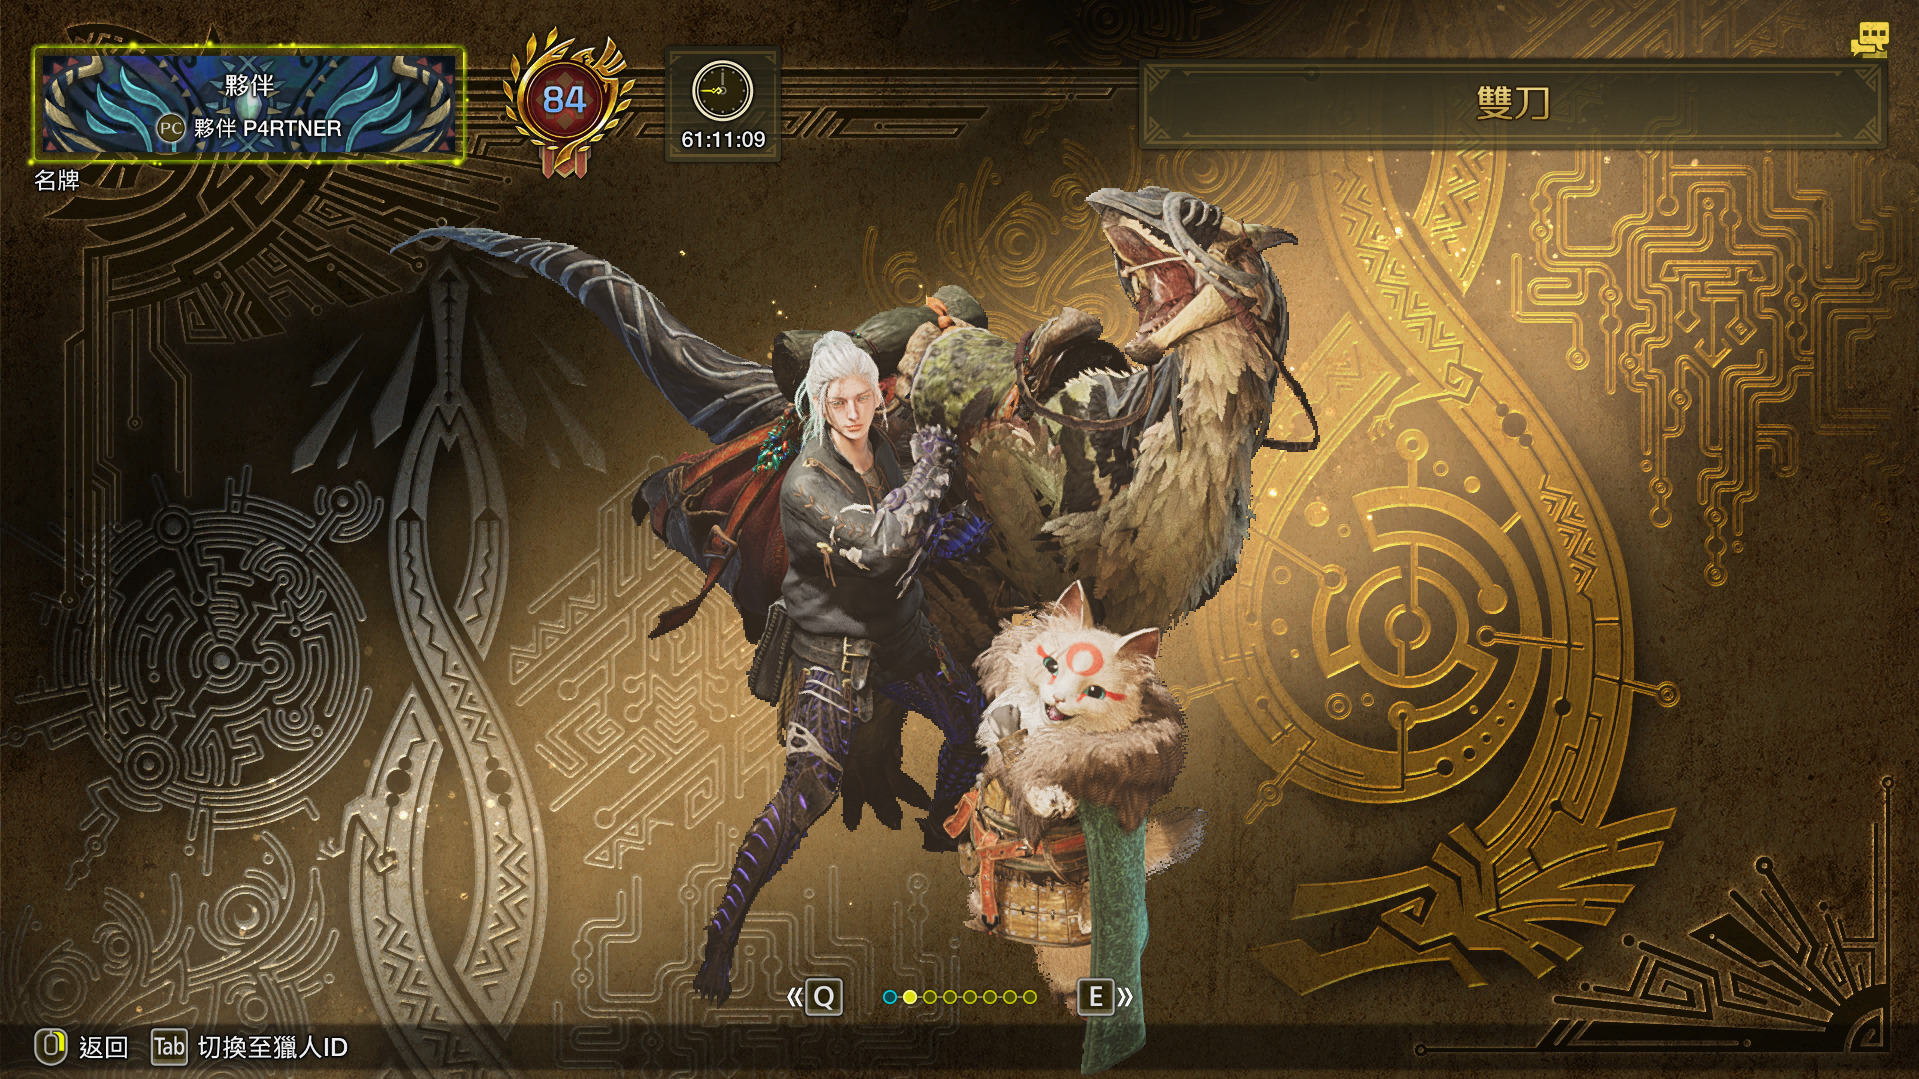 夥伴
PC 夥伴 P4RTNER
名牌
84
61:11:09
雙刀
Q
E
返回 Tab 切換至獵人ID